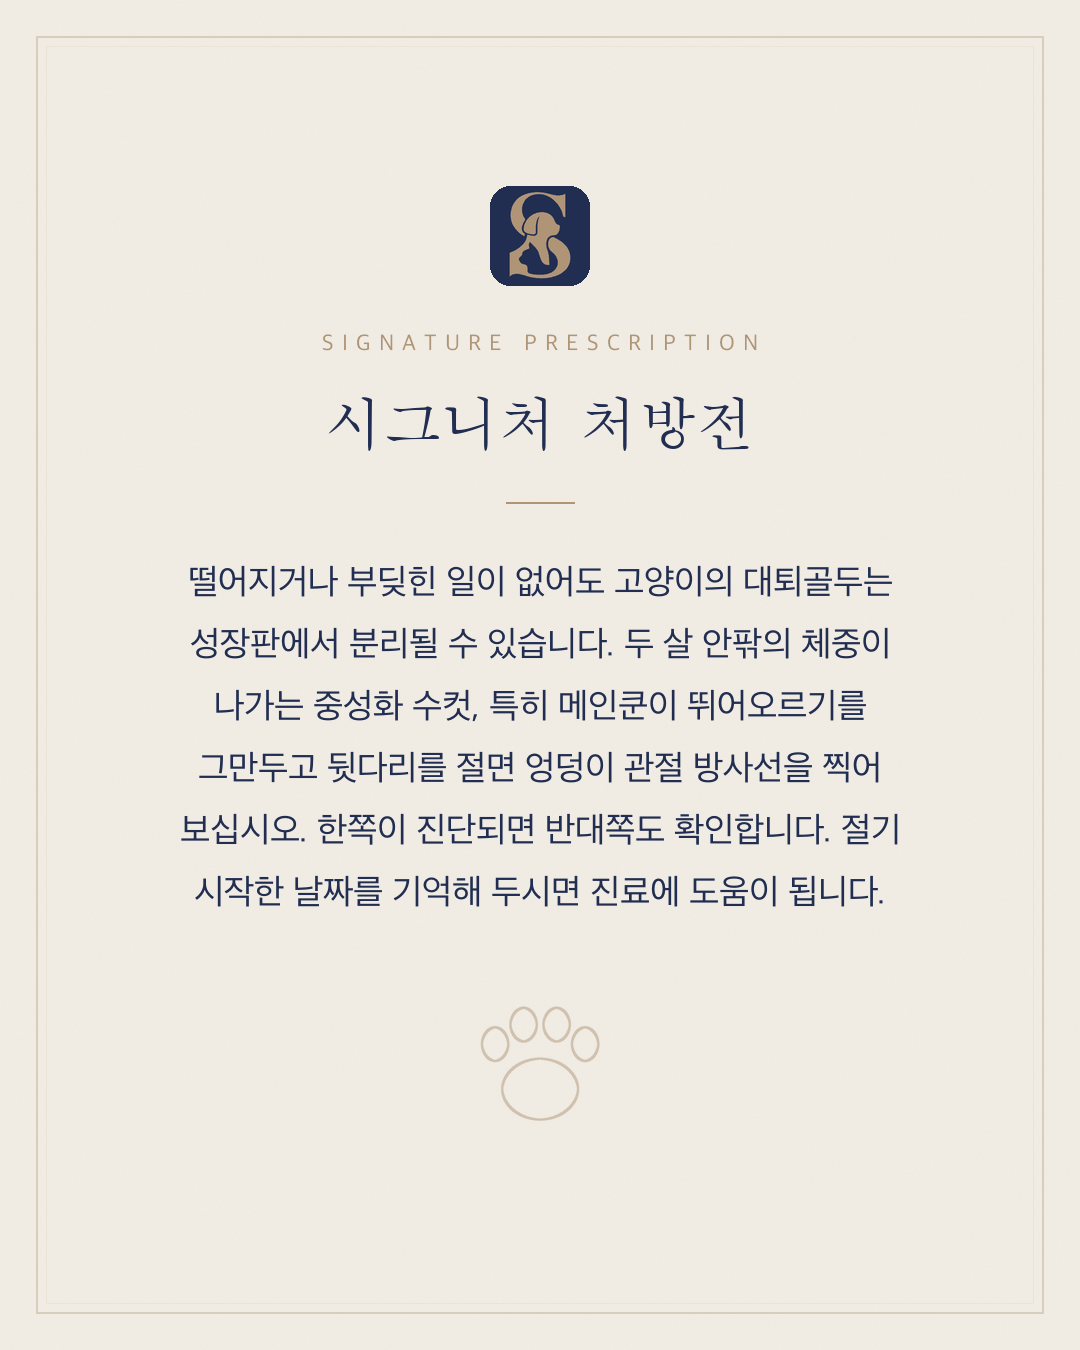 S
SIGNATURE PRESCRIPTION
시그니처 처방전
떨어지거나 부딪힌 일이 없어도 고양이의 대퇴골두는
성장판에서 분리될 수 있습니다. 두 살 안팎의 체중이
나가는 중성화 수컷, 특히 메인쿤이 뛰어오르기를
그만두고 뒷다리를 절면 엉덩이 관절 방사선을 찍어
보십시오. 한쪽이 진단되면 반대쪽도 확인합니다. 절기
시작한 날짜를 기억해 두시면 진료에 도움이 됩니다.